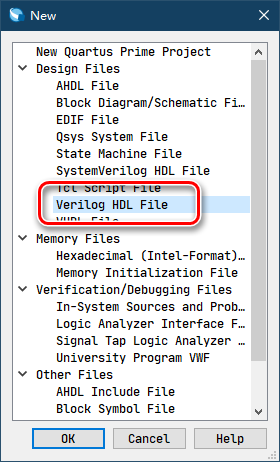 New
New Quartus Prime Project
Design Files
AHDL File
Block Diagram/Schematic Fi...
EDIF File
Qsys System File
State Machine File
SystemVerilog HDL File
Tcl Script File
Verilog HDL File
VHDL File
Memory Files
Hexadecimal (Intel-Format)...
Memory Initialization File
Verification/Debugging Files
In-System Sources and Prob...
Logic Analyzer Interface F...
Signal Tap Logic Analyzer ...
University Program VWF
Other Files
AHDL Include File
Block Symbol File
OK
Cancel
Help